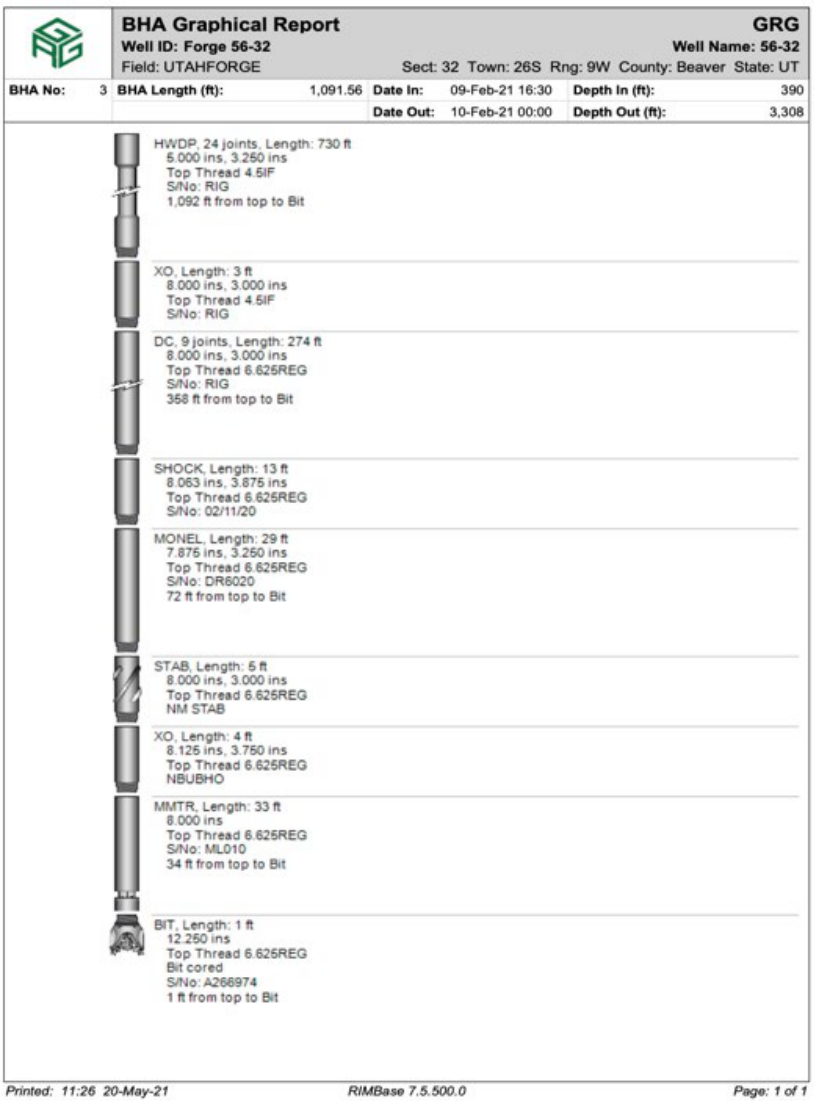 BHA Graphical Report GRG
Well ID: Forge 56-32 Well Name: 56-32
Field: UTAHFORGE Sect: 32 Town: 26S Rng: 9W County: Beaver State: UT
BHA No: 3 BHA Length (ft): 1,091.56 Date In: 09-Feb-21 16:30 Depth In (ft): 390
Date Out: 10-Feb-21 00:00 Depth Out (ft): 3,308
HWDP, 24 joints, Length: 730 ft
5.000 ins, 3.250 ins
Top Thread 4.5IF
S/No: RIG
1,092 ft from top to Bit
XO, Length: 3 ft
8.000 ins, 3.000 ins
Top Thread 4.5IF
S/No: RIG
DC, 9 joints, Length: 274 ft
8.000 ins, 3.000 ins
Top Thread 6.625REG
S/No: RIG
358 ft from top to Bit
SHOCK, Length: 13 ft
8.063 ins, 3.875 ins
Top Thread 6.625REG
S/No: 02/11/20
MONEL, Length: 29 ft
7.875 ins, 3.250 ins
Top Thread 6.625REG
S/No: DR6020
72 ft from top to Bit
STAB, Length: 5 ft
8.000 ins, 3.000 ins
Top Thread 6.625REG
NM STAB
XO, Length: 4 ft
8.125 ins, 3.750 ins
Top Thread 6.625REG
NBUBHO
MMTR, Length: 33 ft
8.000 ins
Top Thread 6.625REG
S/No: ML010
34 ft from top to Bit
BIT, Length: 1 ft
12.250 ins
Top Thread 6.625REG
Bit cored
S/No: A266974
1 ft from top to Bit
Printed: 11:26 20-May-21 RIMBase 7.5.500.0 Page: 1 of 1